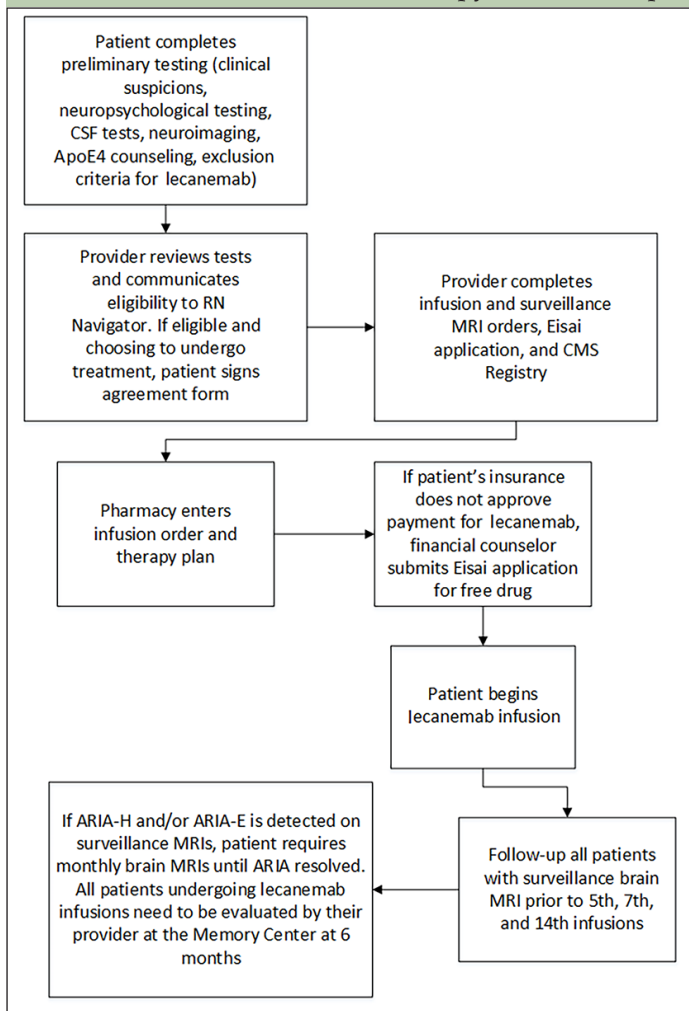 Patient completes
preliminary testing (clinical
suspicions,
neuropsychological testing,
CSF tests, neuroimaging,
ApoE4 counseling, exclusion
criteria for lecanemab)
Provider reviews tests
and communicates
eligibility to RN
Navigator. If eligible and
choosing to undergo
treatment, patient signs
agreement form
Provider completes
infusion and surveillance
MRI orders, Eisai
application, and CMS
Registry
Pharmacy enters
infusion order and
therapy plan
If patient’s insurance
does not approve
payment for lecanemab,
financial counselor
submits Eisai application
for free drug
Patient begins
lecanemab infusion
Follow-up all patients
with surveillance brain
MRI prior to 5th, 7th,
and 14th infusions
If ARIA-H and/or ARIA-E is detected on
surveillance MRIs, patient requires
monthly brain MRIs until ARIA resolved.
All patients undergoing lecanemab
infusions need to be evaluated by their
provider at the Memory Center at 6
months